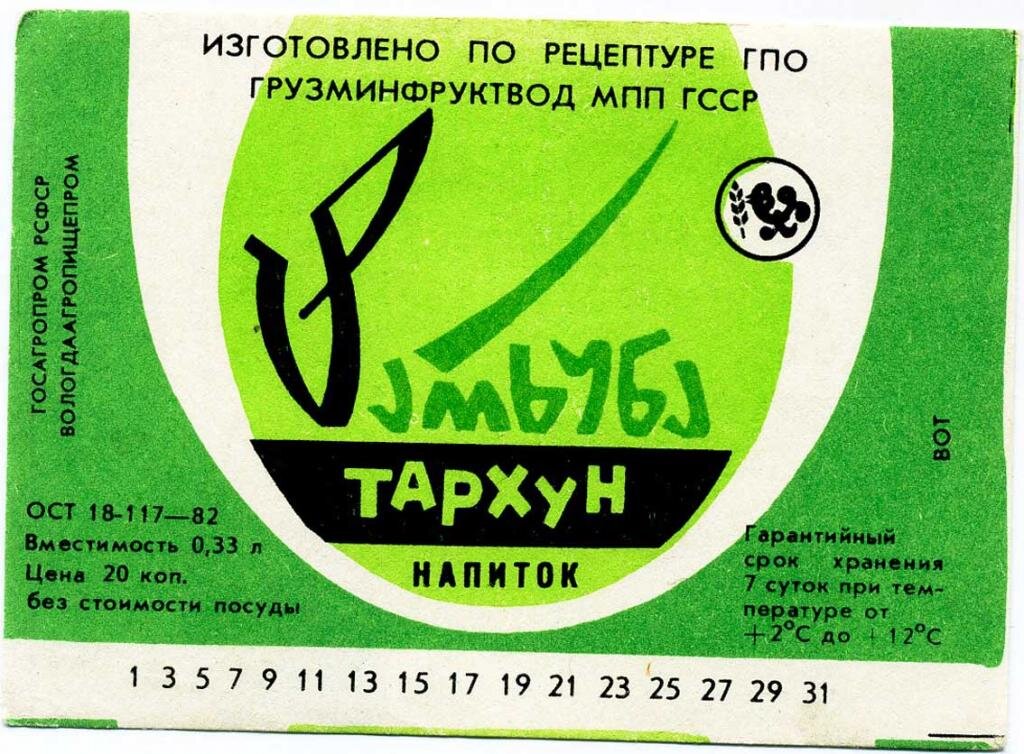 ИЗГОТОВЛЕНО ПО РЕЦЕПТУРЕ ГПО
ГРУЗМИНФРУКТВОД МПП ГССР
ГОСАГРОПРОМ РСФСР
ВОЛОГДААГРОПИЩЕПРОМ
ტარხუნა
ТАРХУН
НАПИТОК
ОСТ 18-117—82
Вместимость 0,33 л
Цена 20 коп.
без стоимости посуды
ВОТ
Гарантийный
срок хранения
7 суток при тем-
пературе от
+2°С до +12°С
1 3 5 7 9 11 13 15 17 19 21 23 25 27 29 31